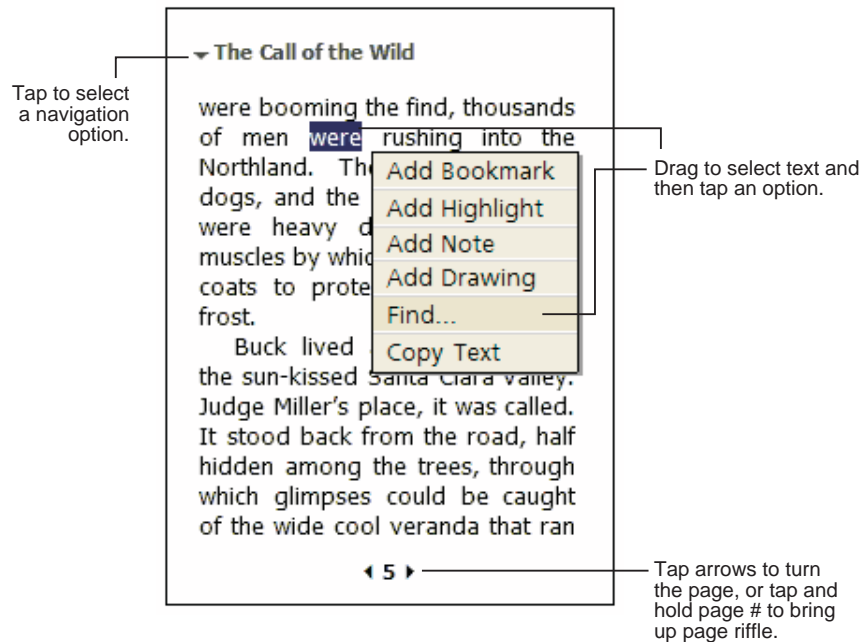 The Call of the Wild
Tap to select
a navigation
option.
were booming the find, thousands
of men were rushing into the
Northland. The
dogs, and the
were heavy d
muscles by whic
coats to prote
frost.
Buck lived
the sun-kissed Santa Clara Valley.
Judge Miller's place, it was called.
It stood back from the road, half
hidden among the trees, through
which glimpses could be caught
of the wide cool veranda that ran
Add Bookmark
Add Highlight
Add Note
Add Drawing
Find...
Copy Text
Drag to select text and
then tap an option.
5
Tap arrows to turn
the page, or tap and
hold page # to bring
up page riffle.